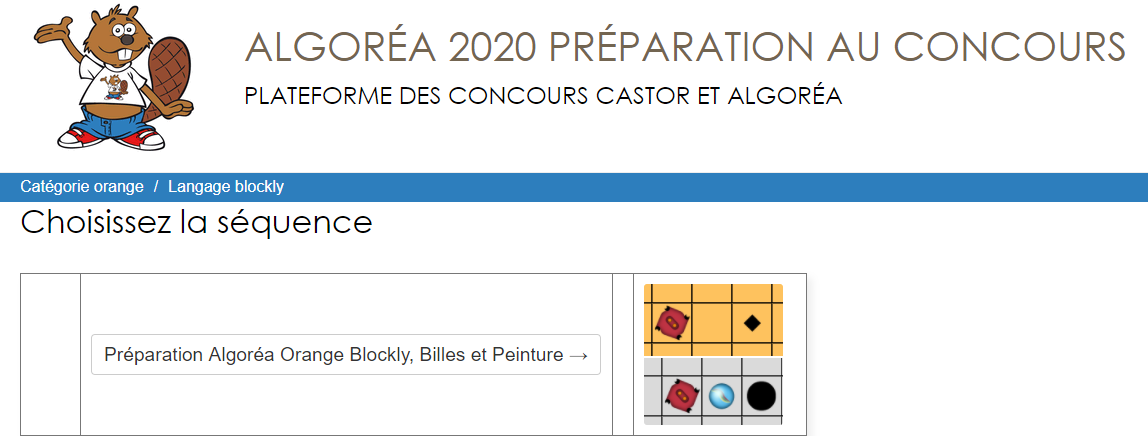 ALGORÉA 2020 PRÉPARATION AU CONCOURS
PLATEFORME DES CONCOURS CASTOR ET ALGORÉA
Catégorie orange / Langage blockly
Choisissez la séquence
Préparation Algoréa Orange Blockly, Billes et Peinture →